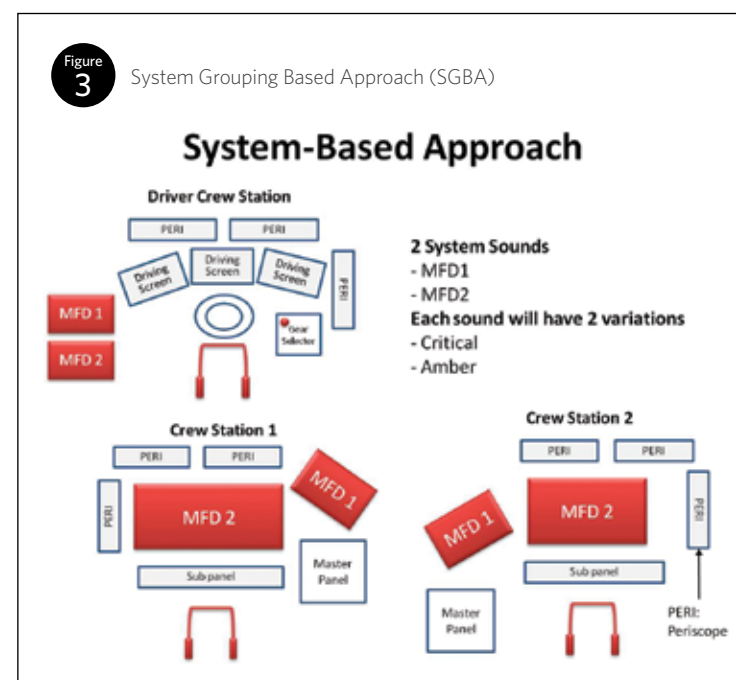 Figure
3
System Grouping Based Approach (SGBA)
System-Based Approach
Driver Crew Station
PERI
PERI
Driving
Screen
Driving
Screen
Driving
Screen
PERI
MFD 1
MFD 2
Gear
Selector
2 System Sounds
- MFD1
- MFD2
Each sound will have 2 variations
- Critical
- Amber
Crew Station 1
PERI
PERI
PERI
MFD 2
MFD 1
Sub panel
Master
Panel
Crew Station 2
PERI
PERI
PERI
MFD 1
MFD 2
Sub panel
Master
Panel
PERI:
Periscope